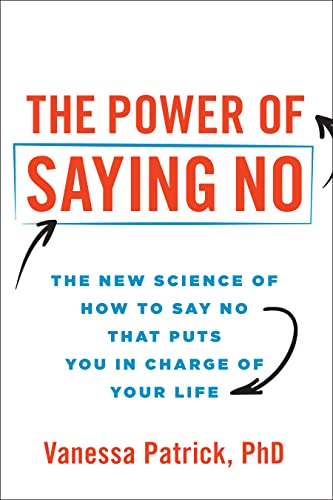 THE POWER OF
SAYING NO
THE NEW SCIENCE OF
HOW TO SAY NO
THAT PUTS
YOU IN CHARGE OF
YOUR LIFE
Vanessa Patrick, PhD